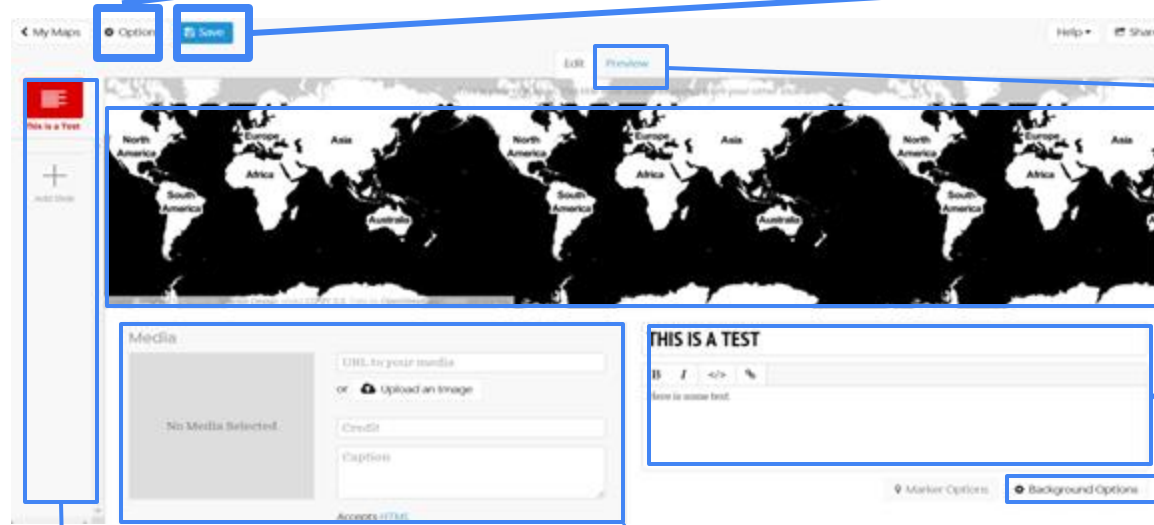 My Maps Option Save Help
Edit Preview
This is a Test
Add Slide
North America Europe Asia North America Europe Asia North America Europe Asia
Africa Africa Africa
South America Australia South America Australia South America
Media
No Media Selected
URL to your media
or Upload an Image
Credit
Caption
Accepts HTML
THIS IS A TEST
B I </>
Here is some text
Marker Options Background Options